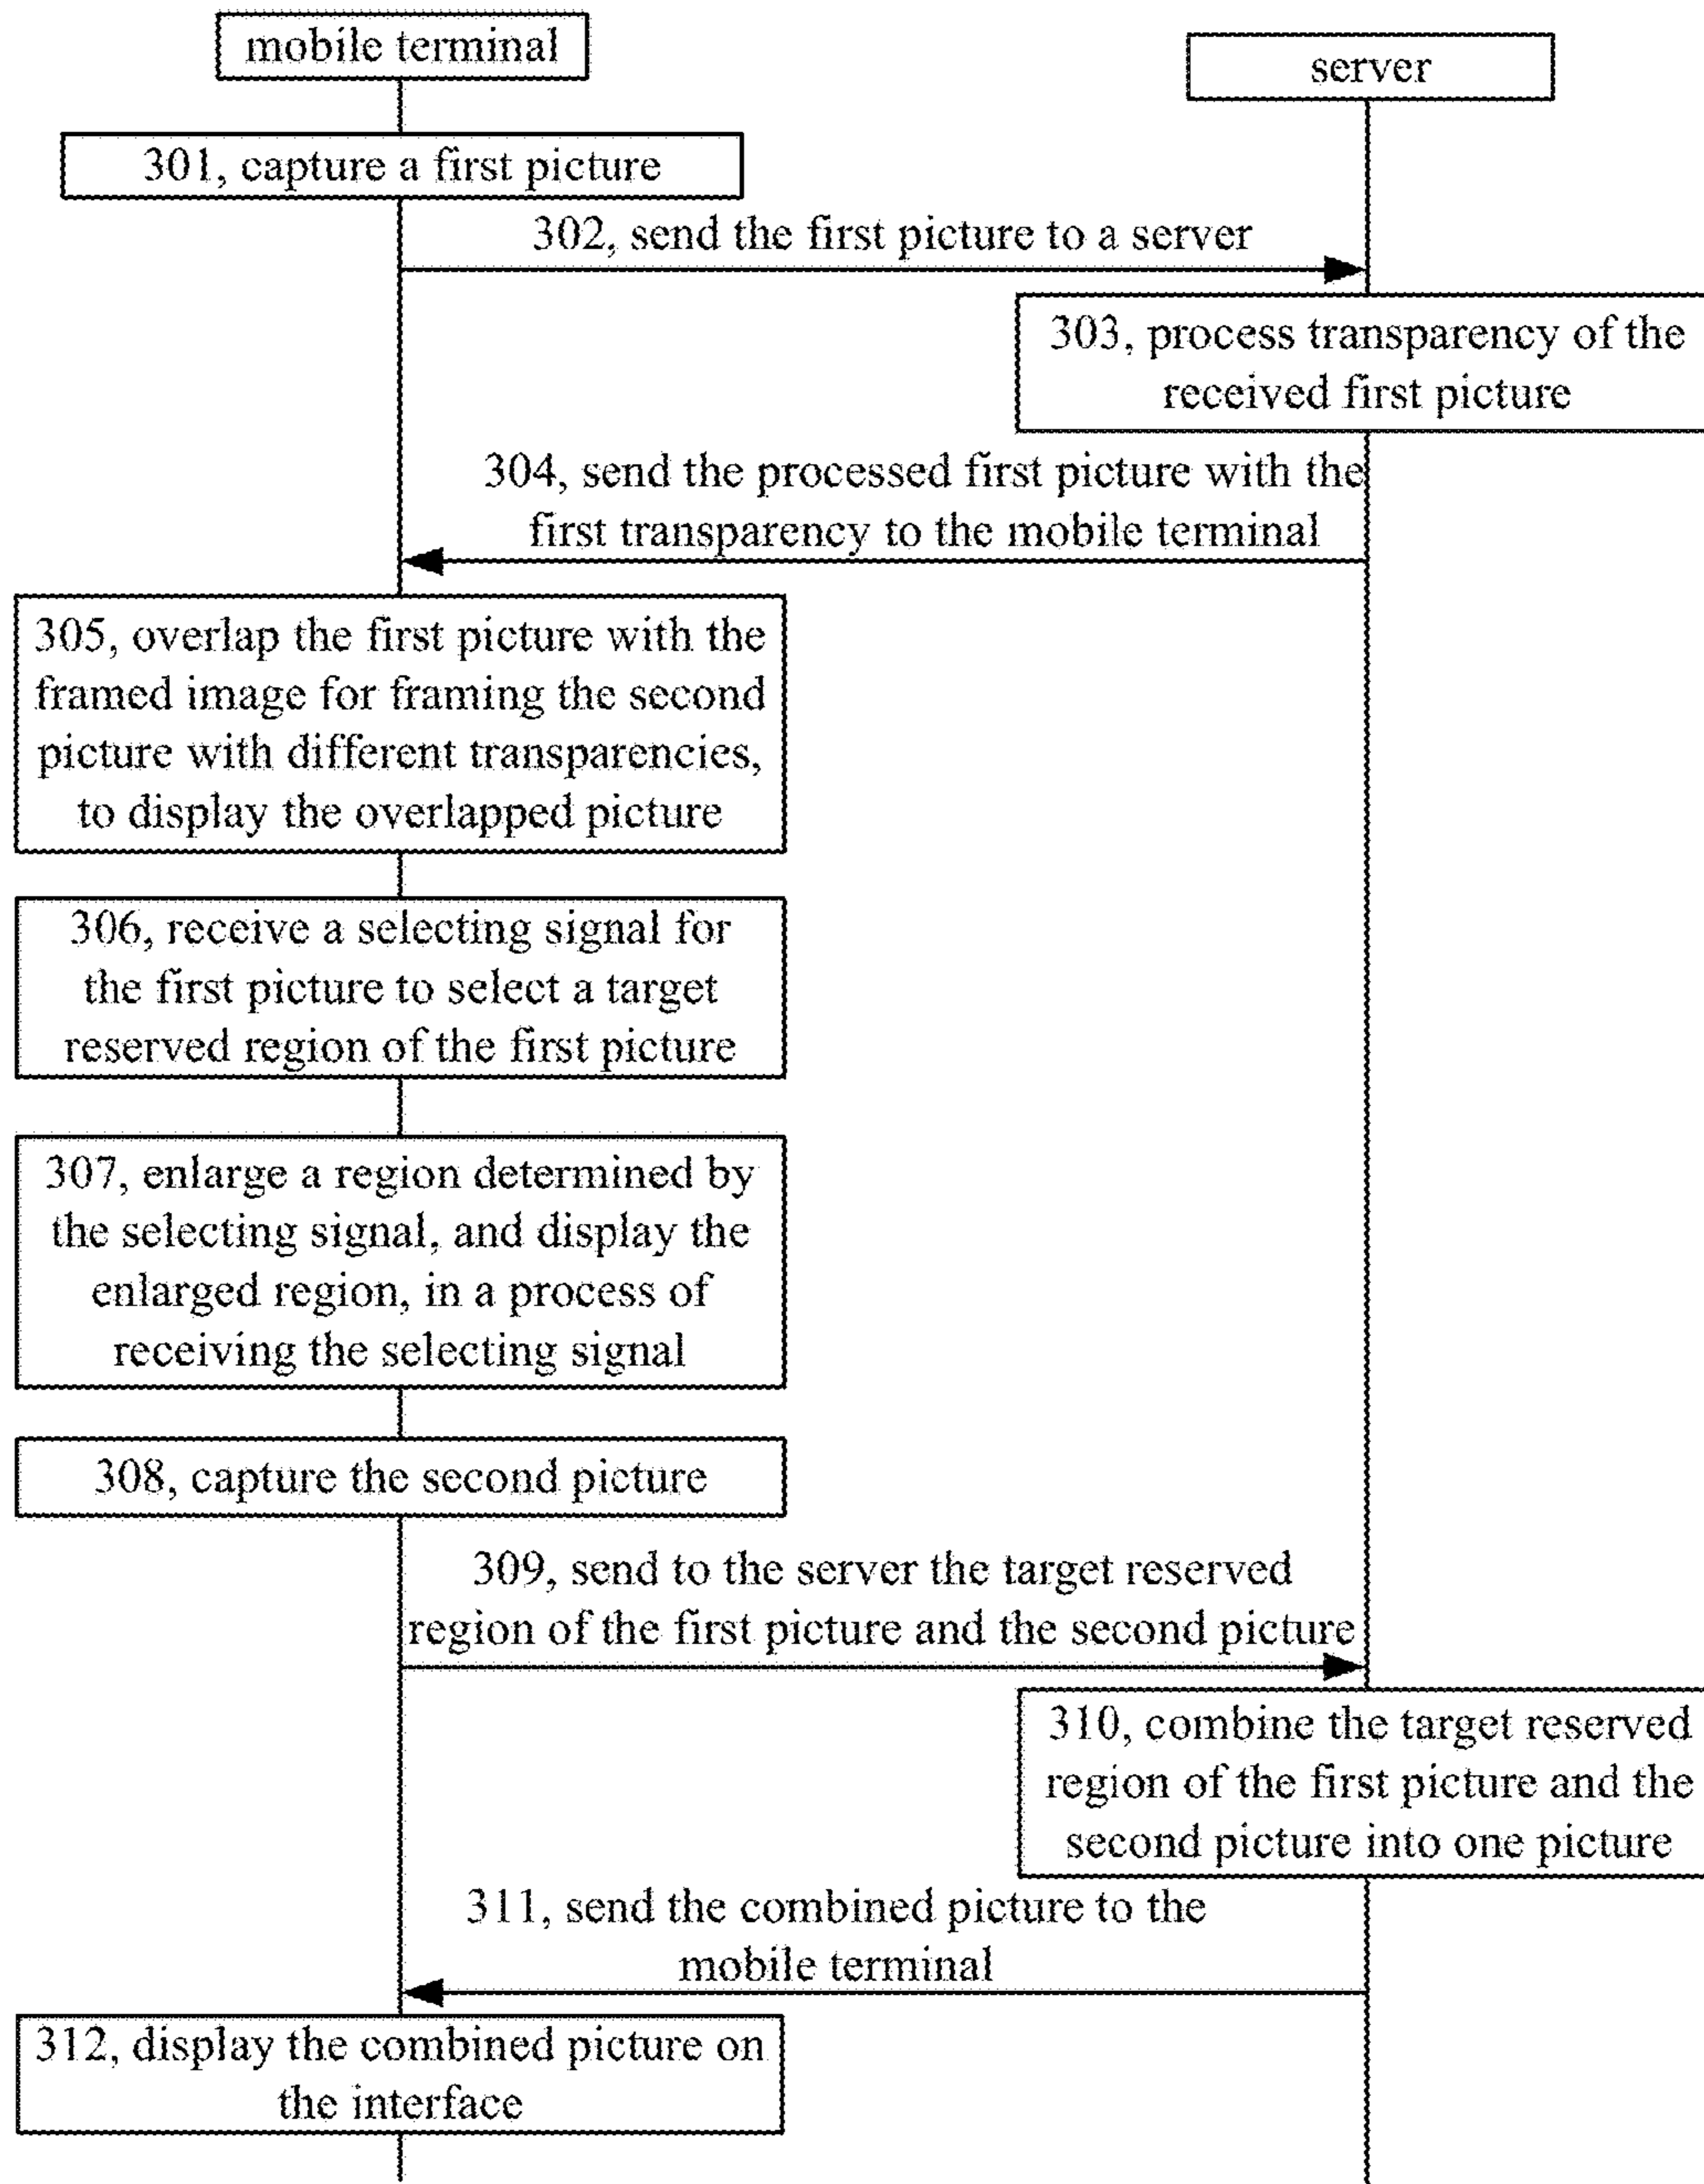 mobile terminal
server
301, capture a first picture
302, send the first picture to a server
303, process transparency of the
received first picture
304, send the processed first picture with the
first transparency to the mobile terminal
305, overlap the first picture with the
framed image for framing the second
picture with different transparencies,
to display the overlapped picture
306, receive a selecting signal for
the first picture to select a target
reserved region of the first picture
307, enlarge a region determined by
the selecting signal, and display the
enlarged region, in a process of
receiving the selecting signal
308, capture the second picture
309, send to the server the target reserved
region of the first picture and the second picture
310, combine the target reserved
region of the first picture and the
second picture into one picture
311, send the combined picture to the
mobile terminal
312, display the combined picture on
the interface